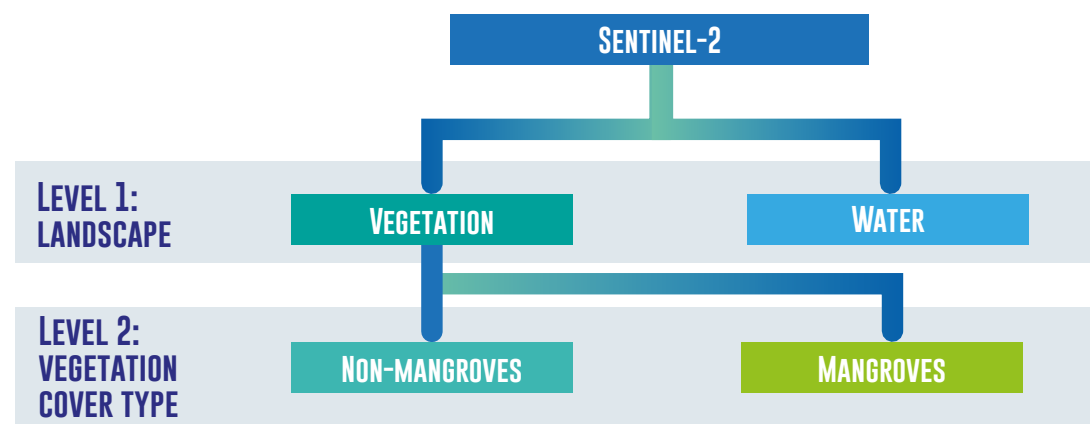 SENTINEL-2
LEVEL 1:
LANDSCAPE
VEGETATION
WATER
LEVEL 2:
VEGETATION
COVER TYPE
NON-MANGROVES
MANGROVES